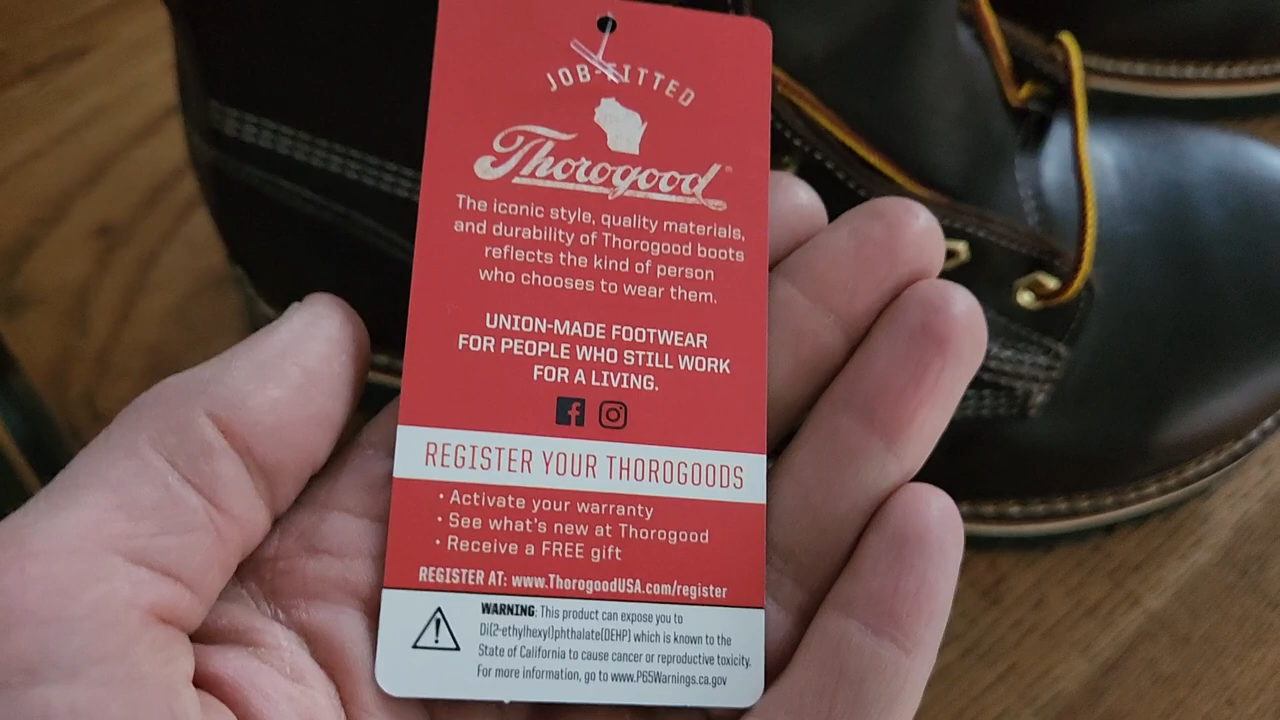 JOB-FITTED
Thorogood™
The iconic style, quality materials,
and durability of Thorogood boots
reflects the kind of person
who chooses to wear them.
UNION-MADE FOOTWEAR
FOR PEOPLE WHO STILL WORK
FOR A LIVING.
REGISTER YOUR THOROGOODS
• Activate your warranty
• See what's new at Thorogood
• Receive a FREE gift
REGISTER AT: www.ThorogoodUSA.com/register
WARNING: This product can expose you to
Di(2-ethylhexyl)phthalate(DEHP) which is known to the
State of California to cause cancer or reproductive toxicity.
For more information, go to www.P65Warnings.ca.gov